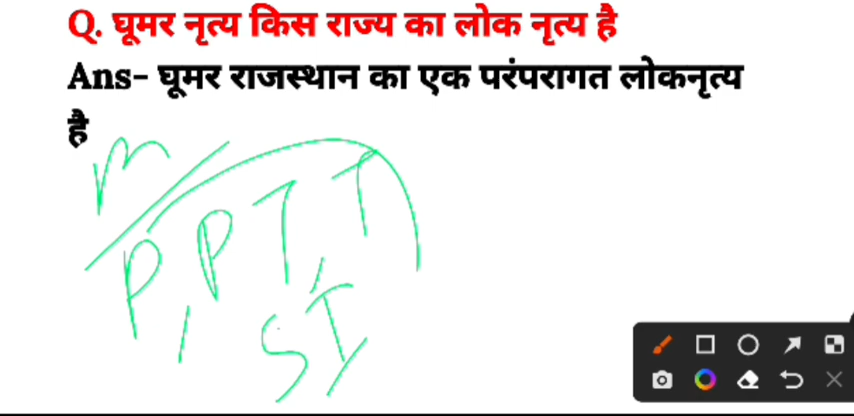 Q. घूमर नृत्य किस राज्य का लोक नृत्य है
Ans- घूमर राजस्थान का एक परंपरागत लोकनृत्य
है